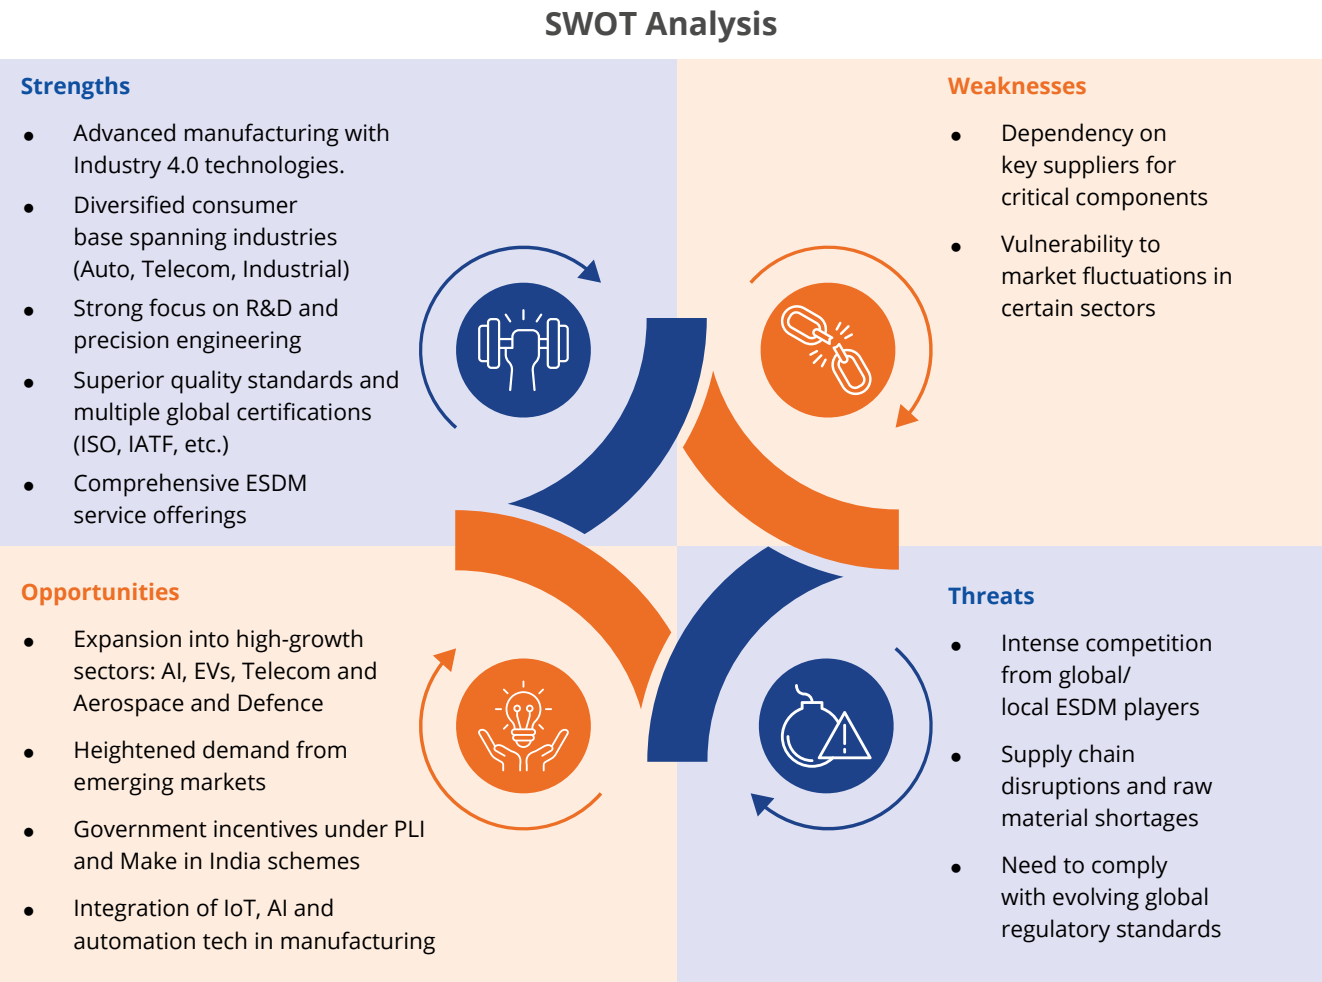 SWOT Analysis
Strengths
● Advanced manufacturing with
Industry 4.0 technologies.
● Diversified consumer
base spanning industries
(Auto, Telecom, Industrial)
● Strong focus on R&D and
precision engineering
● Superior quality standards and
multiple global certifications
(ISO, IATF, etc.)
● Comprehensive ESDM
service offerings
Weaknesses
● Dependency on
key suppliers for
critical components
● Vulnerability to
market fluctuations in
certain sectors
Opportunities
● Expansion into high-growth
sectors: AI, EVs, Telecom and
Aerospace and Defence
● Heightened demand from
emerging markets
● Government incentives under PLI
and Make in India schemes
● Integration of IoT, AI and
automation tech in manufacturing
Threats
● Intense competition
from global/
local ESDM players
● Supply chain
disruptions and raw
material shortages
● Need to comply
with evolving global
regulatory standards